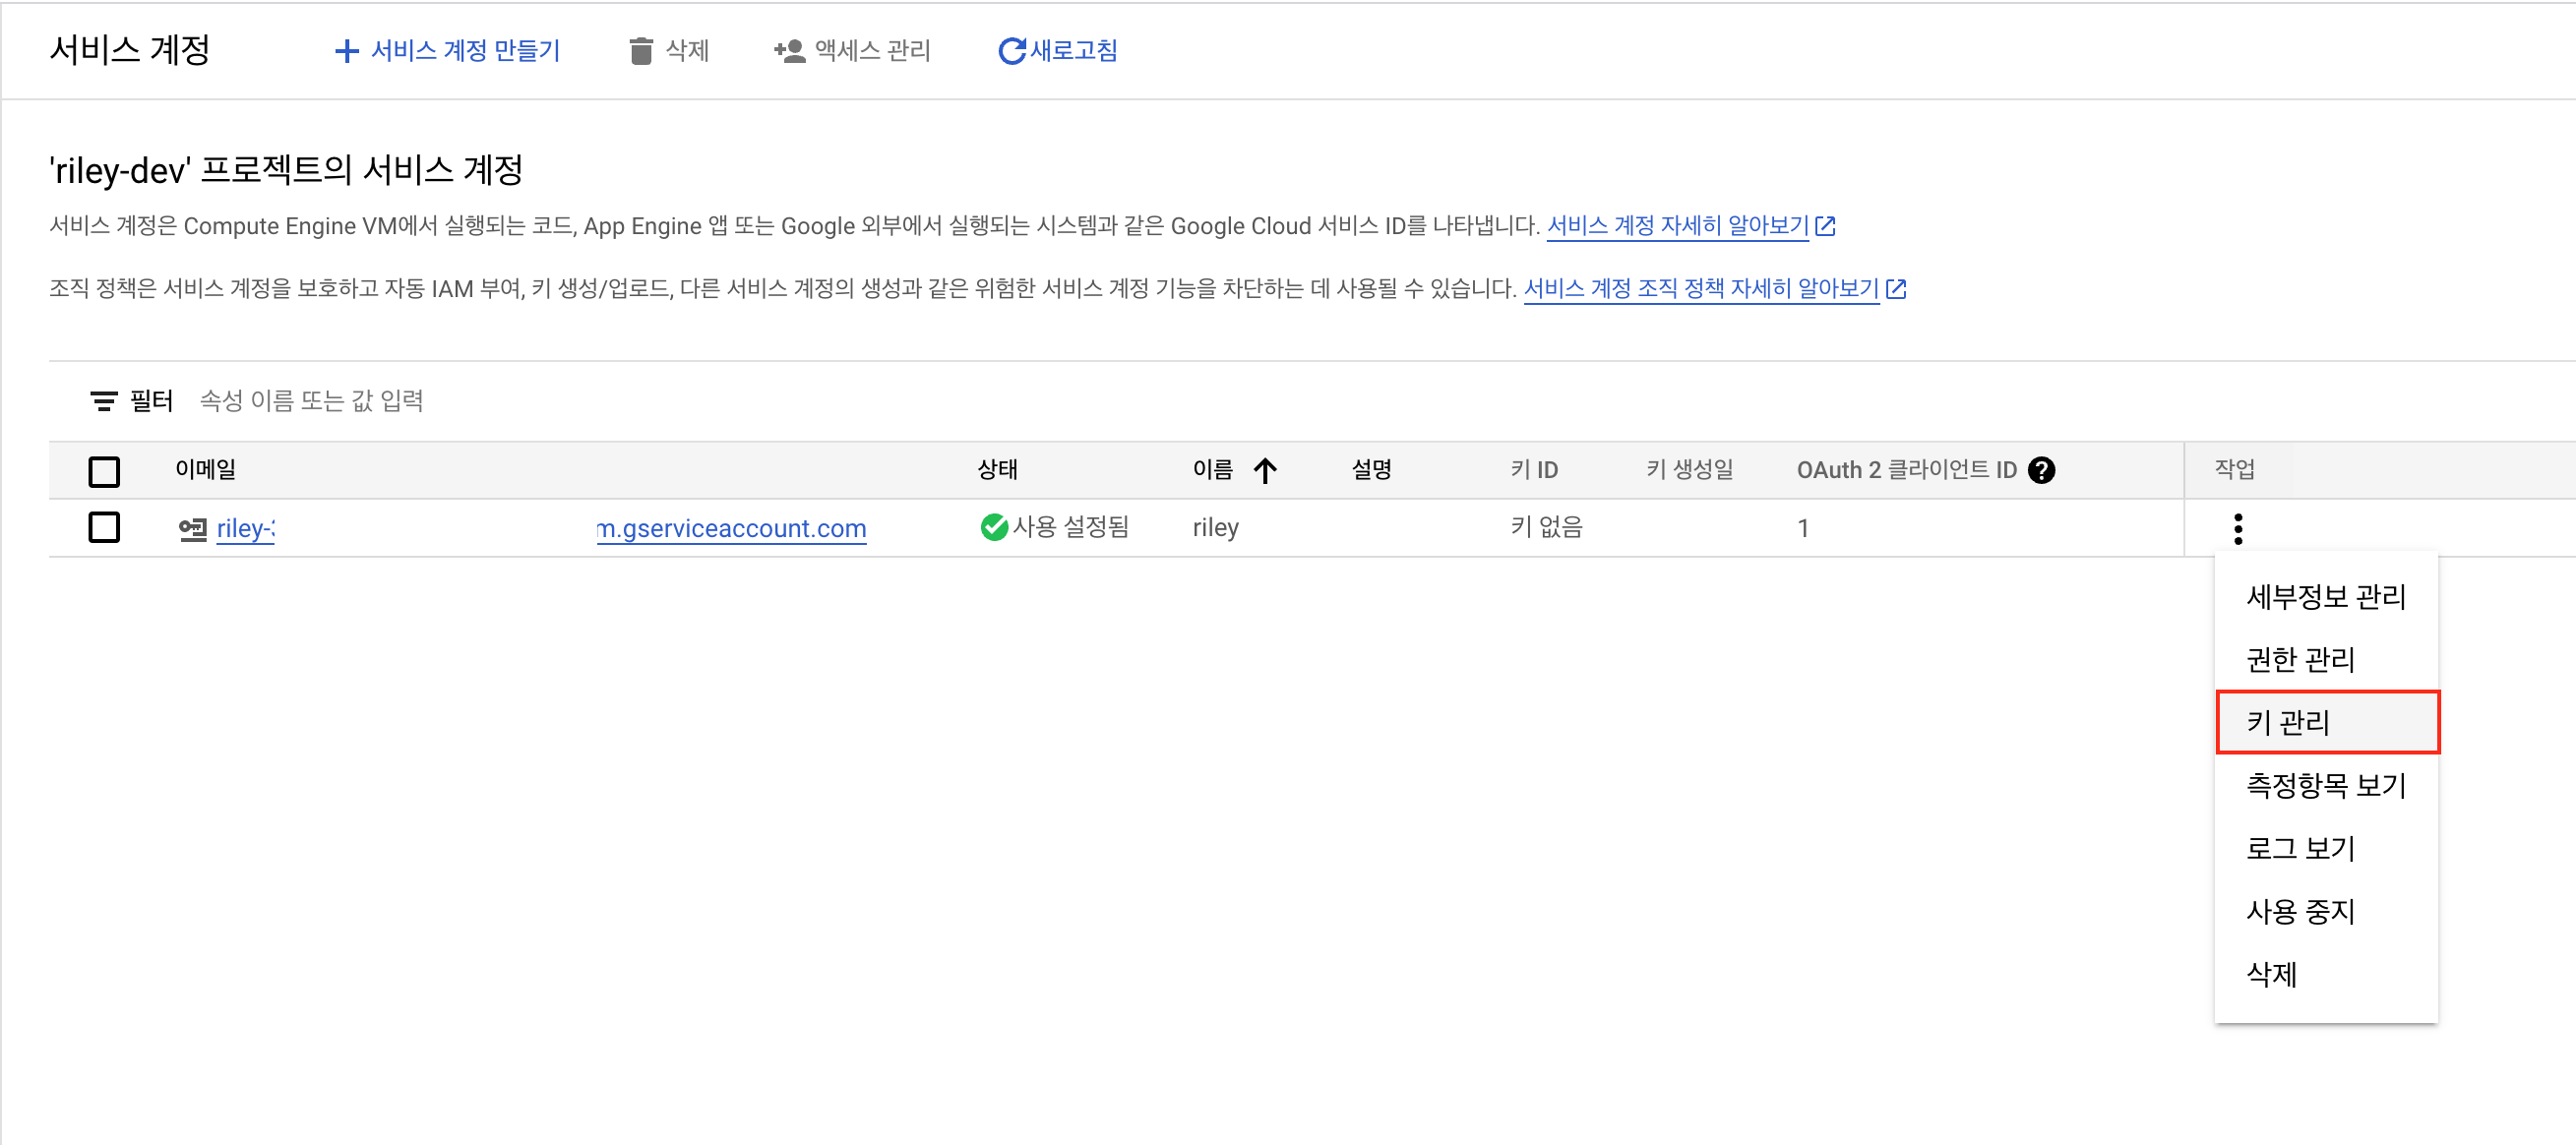 서비스 계정 서비스 계정 만들기 삭제 액세스 관리 새로고침
'riley-dev' 프로젝트의 서비스 계정
서비스 계정은 Compute Engine VM에서 실행되는 코드, App Engine 앱 또는 Google 외부에서 실행되는 시스템과 같은 Google Cloud 서비스 ID를 나타냅니다. 서비스 계정 자세히 알아보기
조직 정책은 서비스 계정을 보호하고 자동 IAM 부여, 키 생성/업로드, 다른 서비스 계정의 생성과 같은 위험한 서비스 계정 기능을 차단하는 데 사용될 수 있습니다. 서비스 계정 조직 정책 자세히 알아보기
필터 속성 이름 또는 값 입력
이메일 상태 이름 설명 키 ID 키 생성일 OAuth 2 클라이언트 ID 작업
riley- m.gserviceaccount.com 사용 설정됨 riley 키 없음 1
세부정보 관리
권한 관리
키 관리
측정항목 보기
로그 보기
사용 중지
삭제